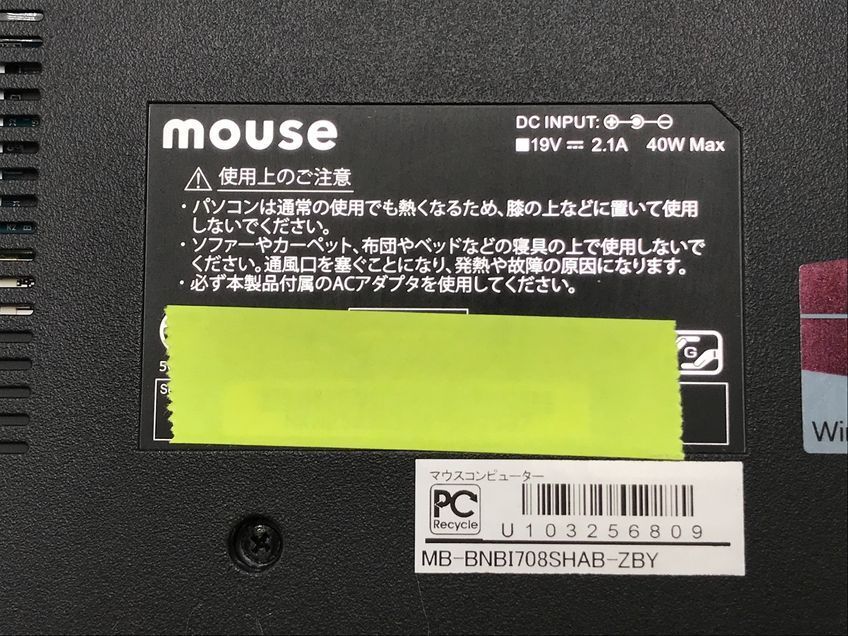 mouse
DC INPUT:
19V 2.1A 40W Max
使用上のご注意
・パソコンは通常の使用でも熱くなるため、膝の上などに置いて使用
しないでください。
・ソファーやカーペット、布団やベッドなどの寝具の上で使用しないで
ください。通風口を塞ぐことになり、発熱や故障の原因になります。
・必ず本製品付属のACアダプタを使用してください。
G
マウスコンピューター
PC
Recycle
U103256809
MB-BNBI708SHAB-ZBY